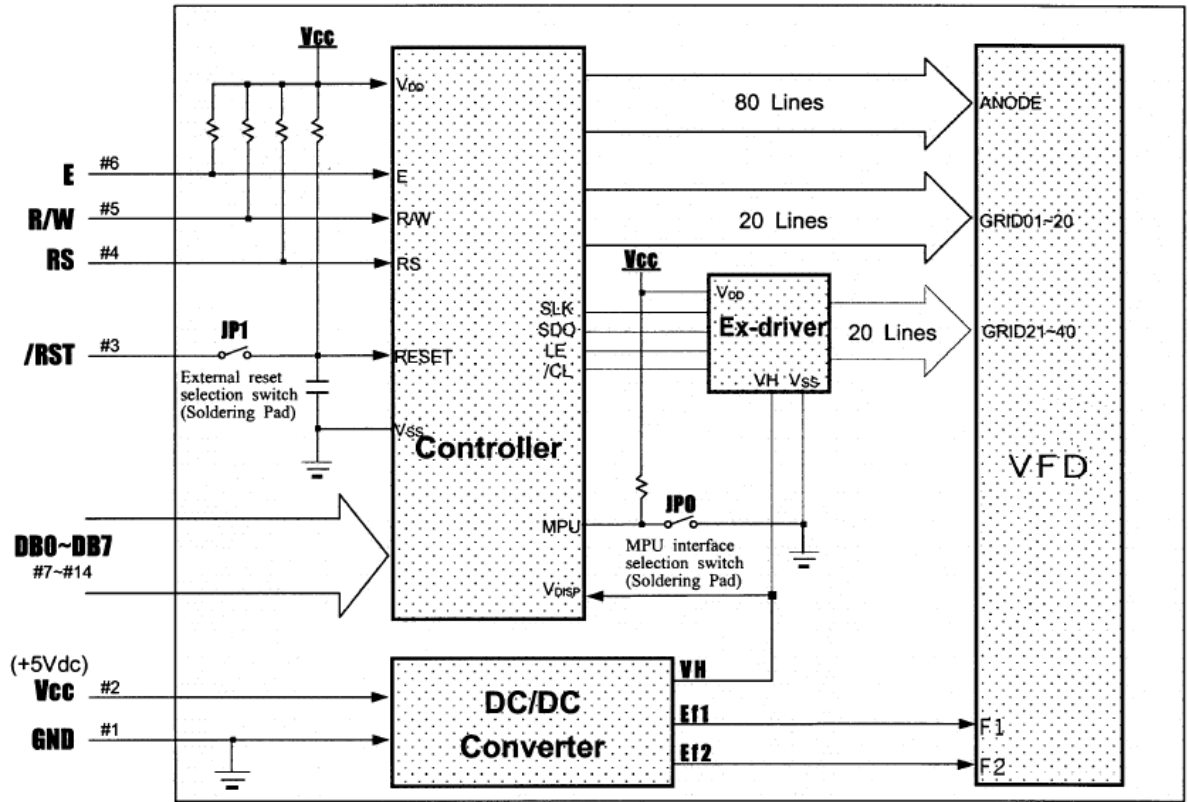 Vcc
VDD
80 Lines
ANODE
E
#6
E
R/W
#5
R/W
20 Lines
GRID01~20
RS
#4
RS
Vcc
VDD
SLK
SDO
LE
/CL
Ex-driver
VH VSS
20 Lines
GRID21~40
/RST
#3
JP1
RESET
External reset
selection switch
(Soldering Pad)
VSS
Controller
VFD
MPU
JP0
MPU interface
selection switch
(Soldering Pad)
DB0~DB7
#7~#14
VDISP
(+5Vdc)
Vcc
#2
DC/DC
Converter
VH
GND
#1
Ef1
F1
Ef2
F2